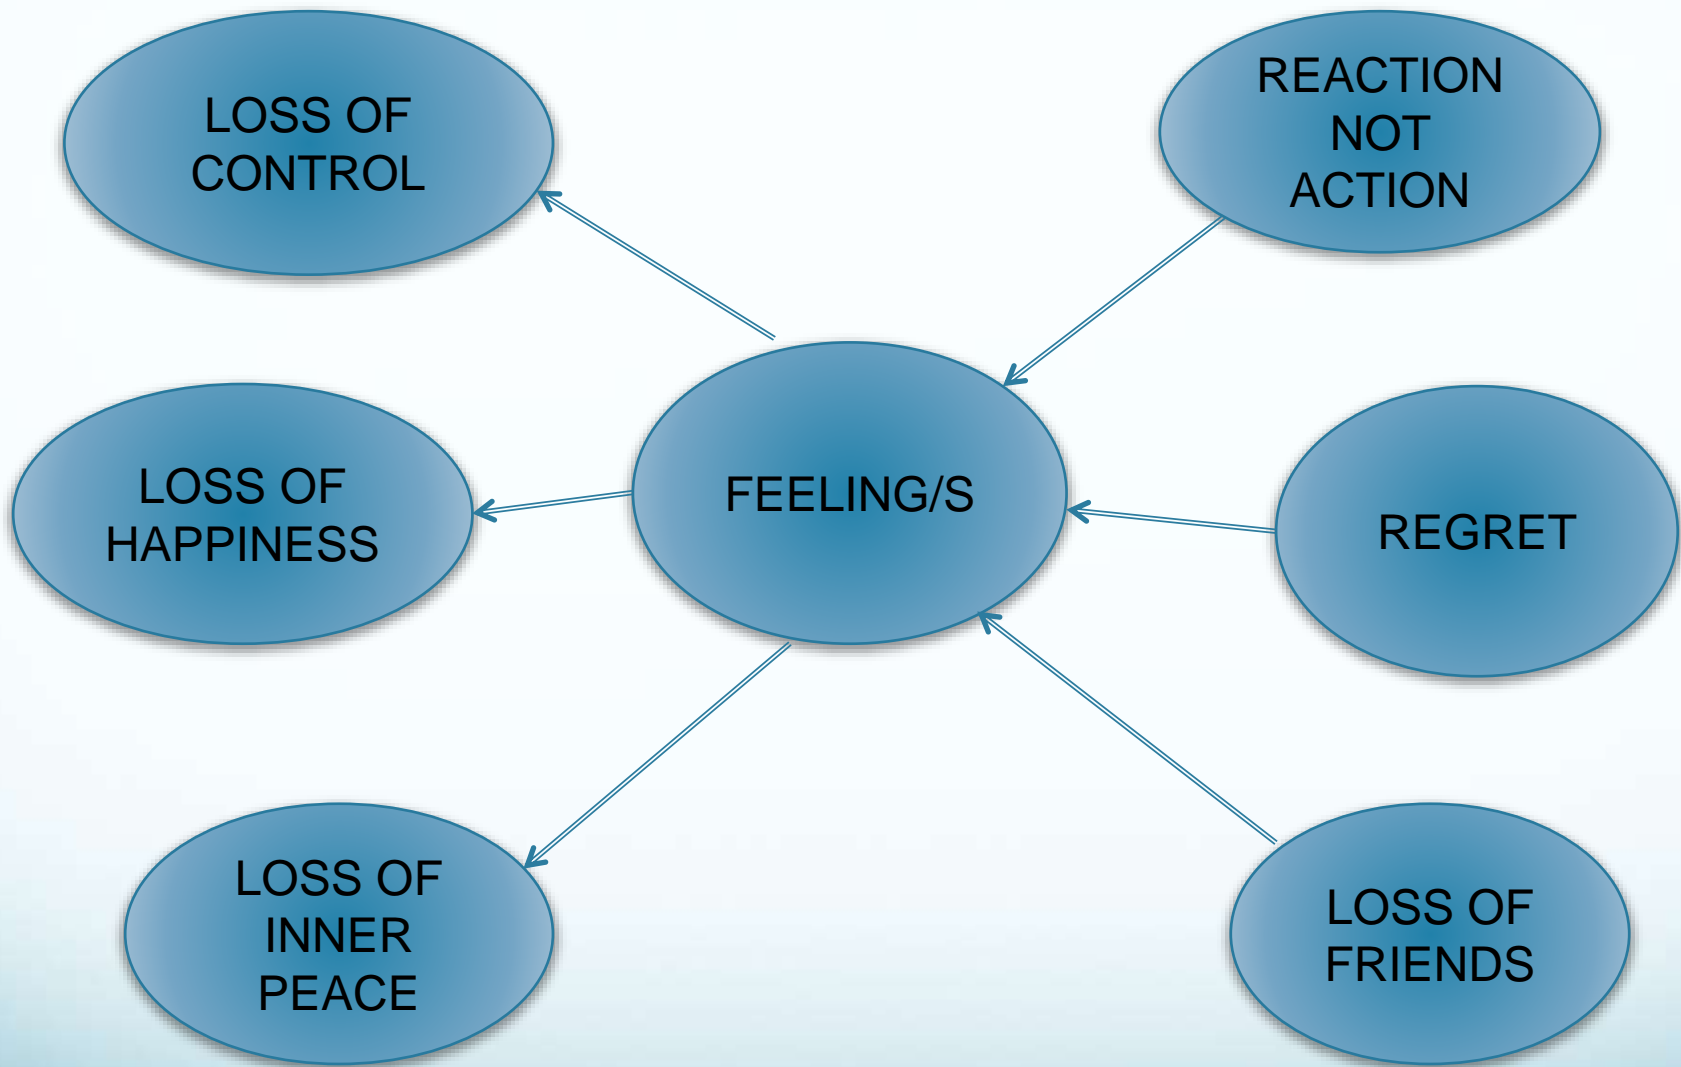 LOSS OF
CONTROL
REACTION
NOT
ACTION
LOSS OF
HAPPINESS
FEELING/S
REGRET
LOSS OF
INNER
PEACE
LOSS OF
FRIENDS